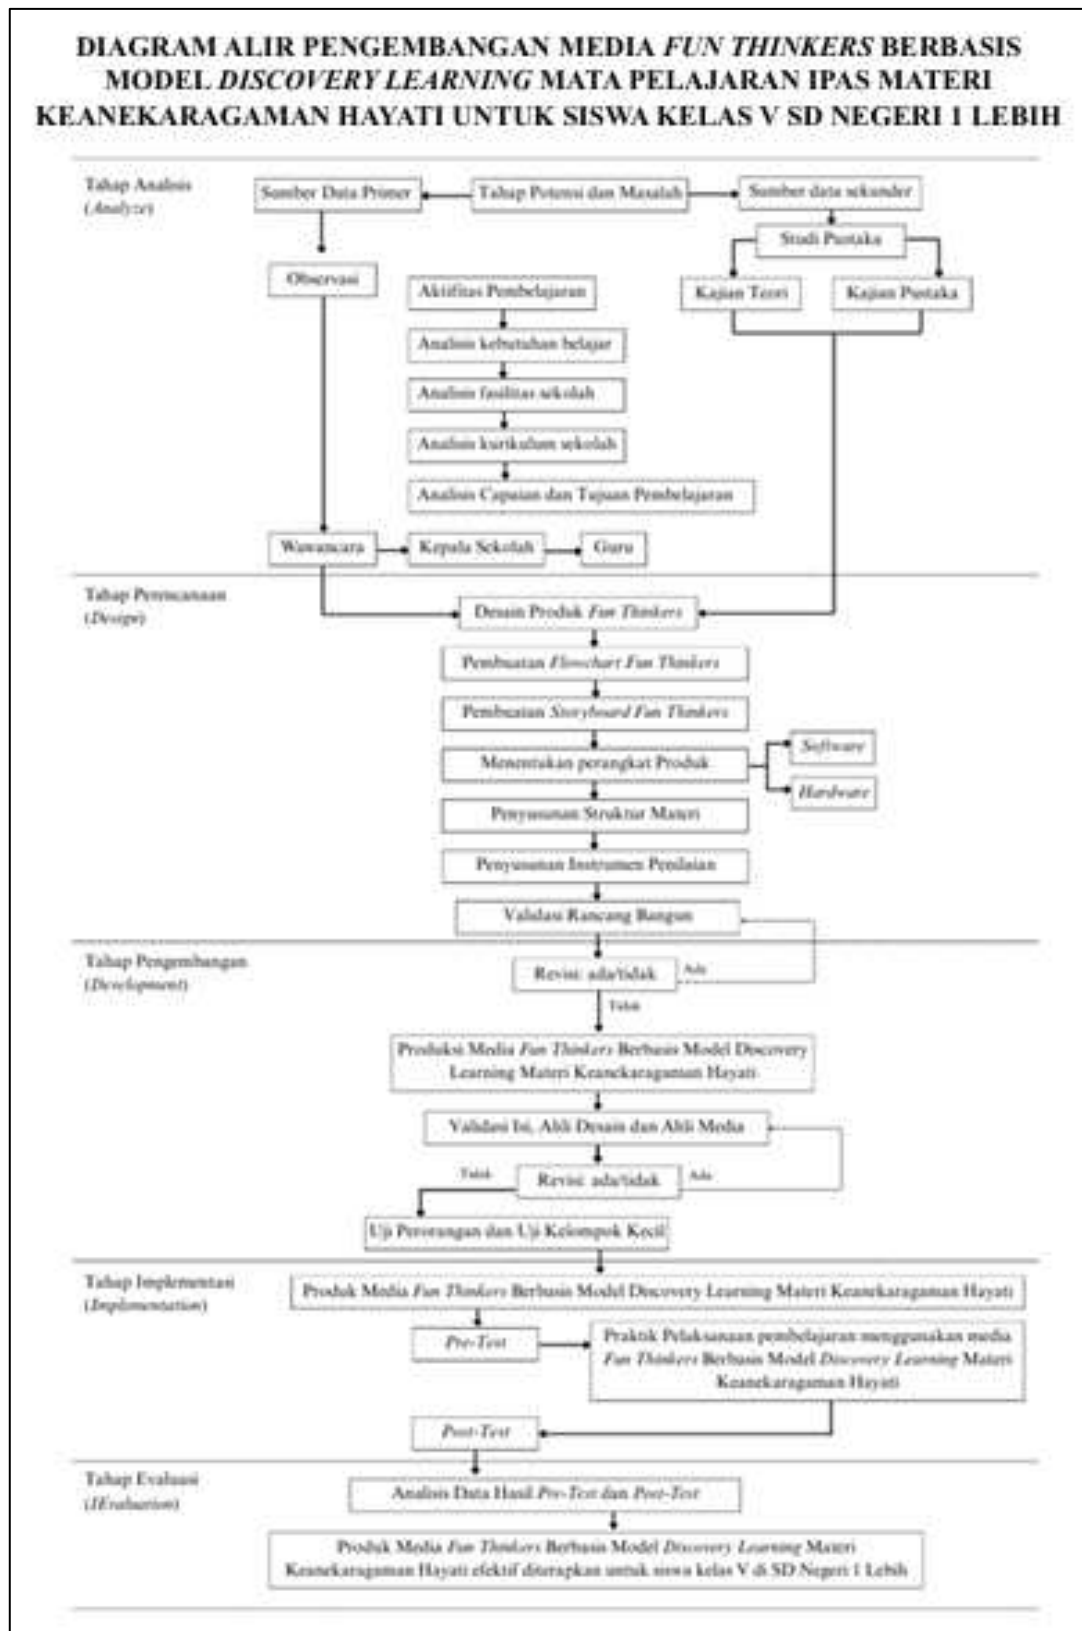 DIAGRAM ALIR PENGEMBANGAN MEDIA FUN THINKERS BERBASIS
MODEL DISCOVERY LEARNING MATA PELAJARAN IPAS MATERI
KEANEKARAGAMAN HAYATI UNTUK SISWA KELAS V SD NEGERI 1 LEBIH
Tahap Analisis
(Analyze)
Sumber Data Primer
Tahap Potensi dan Masalah
Sumber data sekunder
Studi Pustaka
Observasi
Kajian Teori
Kajian Pustaka
Aktifitas Pembelajaran
Analisis kebutuhan belajar
Analisis fasilitas sekolah
Analisis kurikulum sekolah
Analisis Capaian dan Tujuan Pembelajaran
Wawancara
Kepala Sekolah
Guru
Tahap Perencanaan
(Design)
Desain Produk Fun Thinkers
Pembuatan Flowchart Fun Thinkers
Pembuatan Storyboard Fun Thinkers
Menentukan perangkat Produk
Software
Hardware
Penyusunan Struktur Materi
Penyusunan Instrumen Penilaian
Validasi Rancang Bangun
Tahap Pengembangan
(Development)
Revisi: ada/tidak
Ada
Tidak
Produksi Media Fun Thinkers Berbasis Model Discovery
Learning Materi Keanekaragaman Hayati
Validasi Isi, Ahli Desain dan Ahli Media
Tidak
Revisi: ada/tidak
Ada
Uji Perorangan dan Uji Kelompok Kecil
Tahap Implementasi
(Implementation)
Produk Media Fun Thinkers Berbasis Model Discovery Learning Materi Keanekaragaman Hayati
Pre-Test
Praktik Pelaksanaan pembelajaran menggunakan media
Fun Thinkers Berbasis Model Discovery Learning Materi
Keanekaragaman Hayati
Post-Test
Tahap Evaluasi
(IEvaluation)
Analisis Data Hasil Pre-Test dan Post-Test
Produk Media Fun Thinkers Berbasis Model Discovery Learning Materi
Keanekaragaman Hayati efektif diterapkan untuk siswa kelas V di SD Negeri 1 Lebih